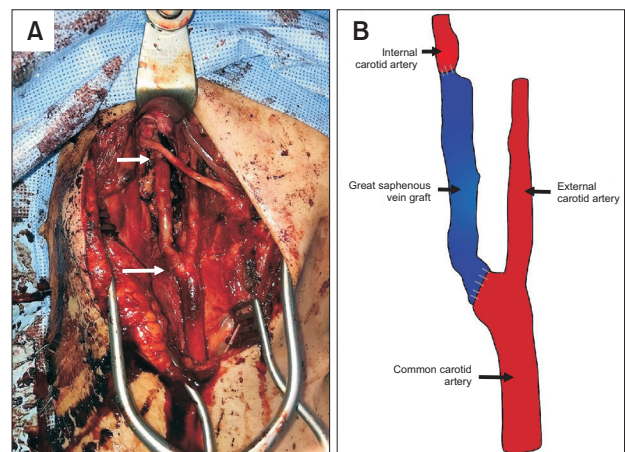 A
B
Internal
carotid artery
Great saphenous
vein graft
External
carotid artery
Common carotid
artery